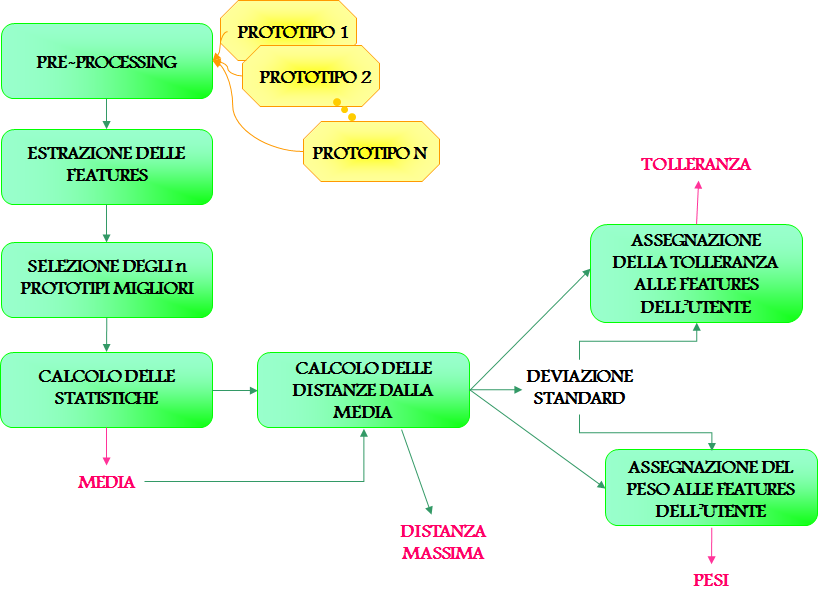 PRE-PROCESSING
PROTOTIPO 1
PROTOTIPO 2
PROTOTIPO N
ESTRAZIONE DELLE
FEATURES
SELEZIONE DEGLI n
PROTOTIPI MIGLIORI
CALCOLO DELLE
STATISTICHE
MEDIA
CALCOLO DELLE
DISTANZE DALLA
MEDIA
DISTANZA
MASSIMA
DEVIAZIONE
STANDARD
TOLLERANZA
ASSEGNAZIONE
DELLA TOLLERANZA
ALLE FEATURES
DELL'UTENTE
ASSEGNAZIONE DEL
PESO ALLE FEATURES
DELL'UTENTE
PESI